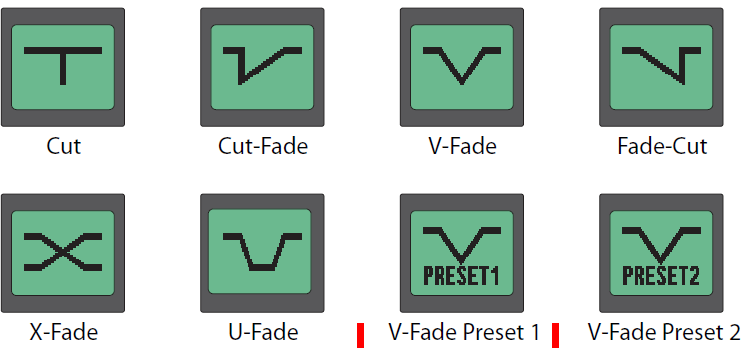 Cut
Cut-Fade
V-Fade
Fade-Cut
PRESET1
PRESET2
X-Fade
U-Fade
V-Fade Preset 1
V-Fade Preset 2